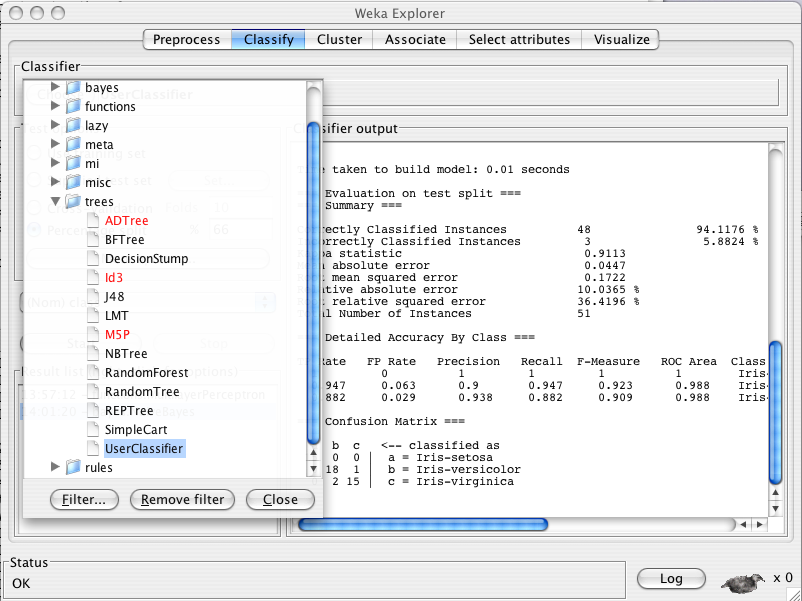 Weka Explorer
Preprocess Classify Cluster Associate Select attributes Visualize
Classifier
bayes
functions
lazy
meta
mi
misc
trees
ADTree
BFTree
DecisionStump
Id3
J48
LMT
M5P
NBTree
RandomForest
RandomTree
REPTree
SimpleCart
UserClassifier
rules
Filter... Remove filter Close
sifier output
taken to build model: 0.01 seconds
Evaluation on test split ===
Summary ===
ectly Classified Instances 48 94.1176 %
orrectly Classified Instances 3 5.8824 %
a statistic 0.9113
absolute error 0.0447
mean squared error 0.1722
ative absolute error 10.0365 %
relative squared error 36.4196 %
l Number of Instances 51
Detailed Accuracy By Class ===
Rate FP Rate Precision Recall F-Measure ROC Area Class
0 1 1 1 1 Iris-
947 0.063 0.9 0.947 0.923 0.988 Iris-
882 0.029 0.938 0.882 0.909 0.988 Iris-
Confusion Matrix ===
b c <-- classified as
0 0 | a = Iris-setosa
18 1 | b = Iris-versicolor
2 15 | c = Iris-virginica
Status
OK
Log
x 0